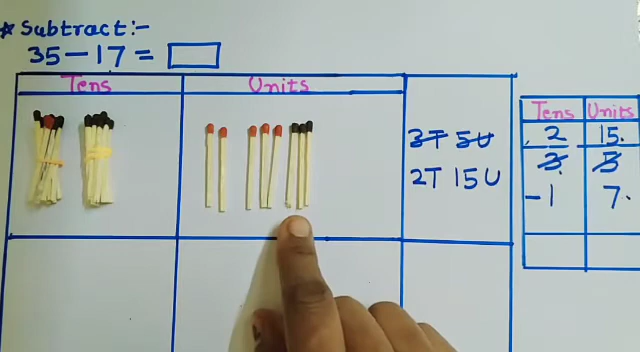 * Subtract:-
35 - 17 =
Tens Units
3T 5U
2T 15U
Tens Units
2 15
3 5
-1 7